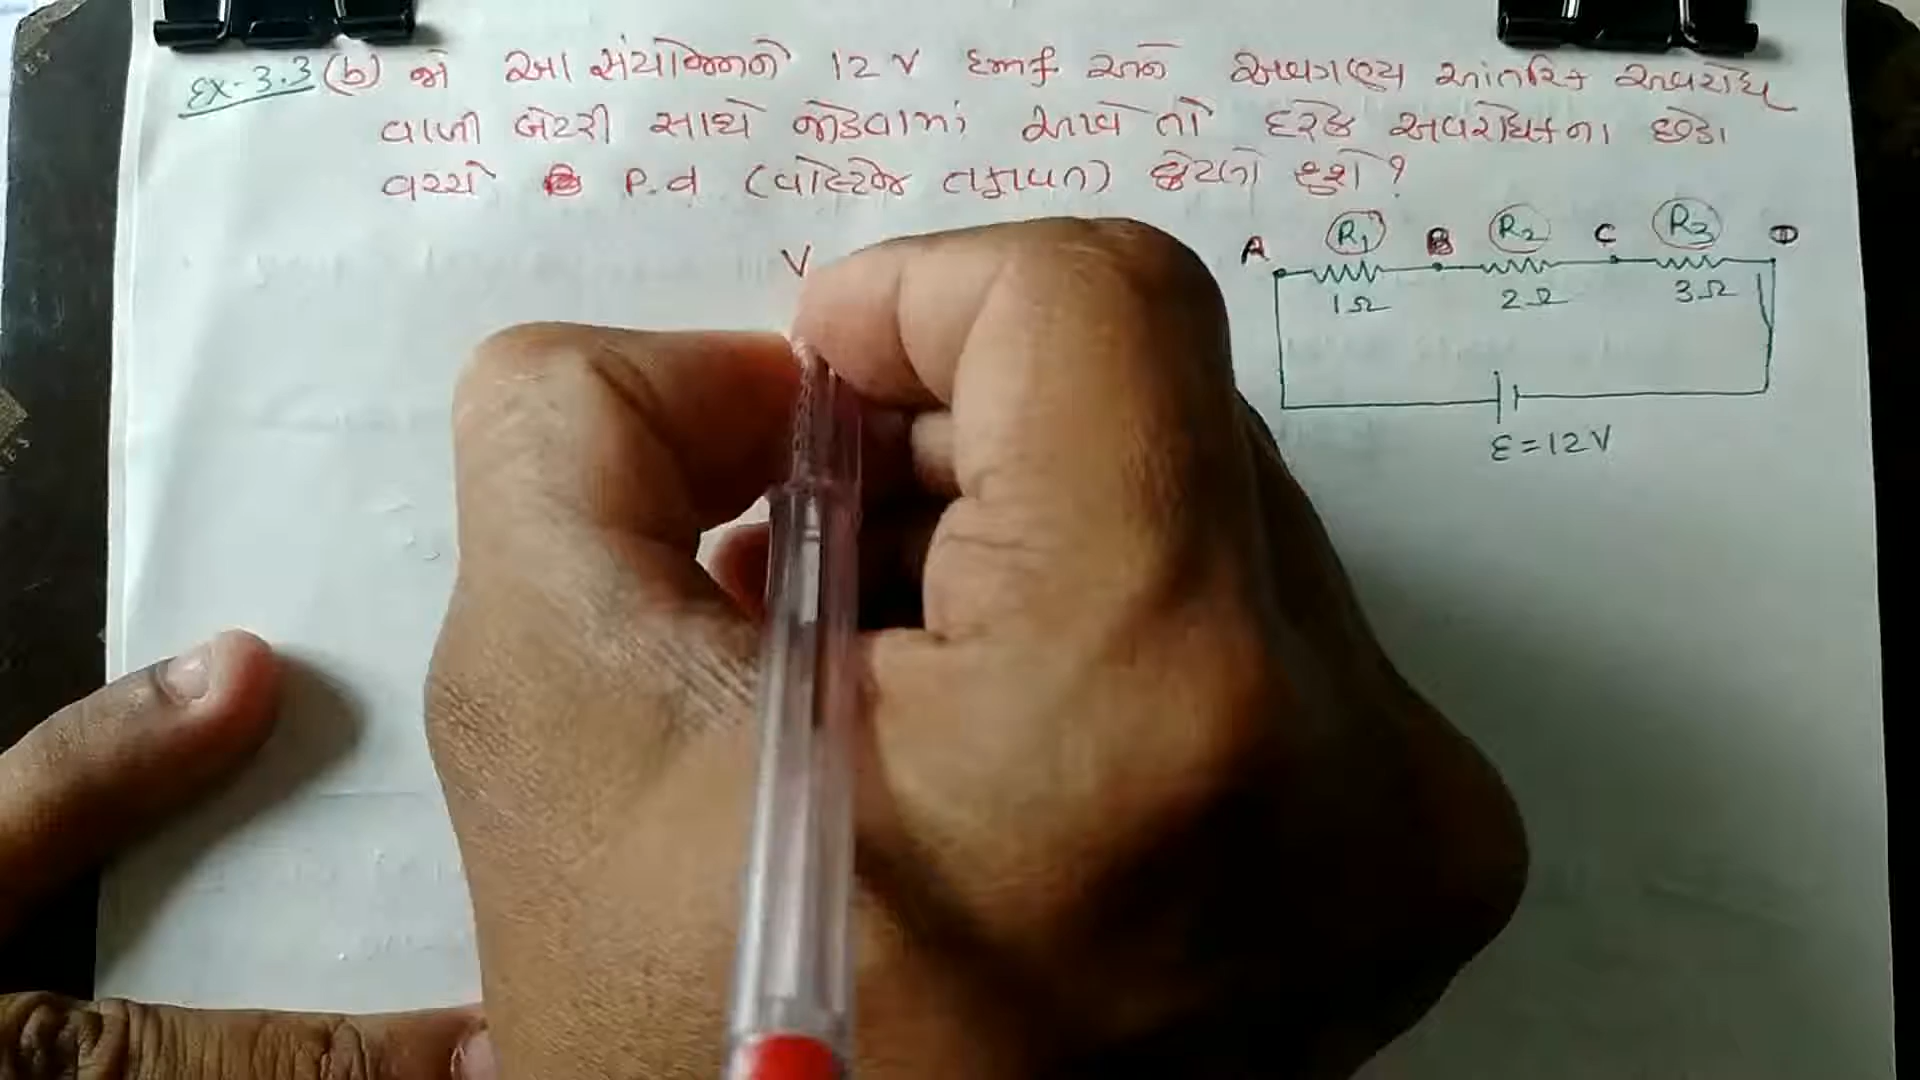 Ex-3.3 (b) જો આ સંયોજનને 12 V emf અને અવગણ્ય આંતરિક અવરોધ
વાળી બેટરી સાથે જોડવામાં આવે તો દરેક અવરોધકના છેડા
વચ્ચે P.d (વોલ્ટેજ તફાવત) કેટલો હશે?
V
A R₁ B R₂ C R₃ D
1Ω 2Ω 3Ω
ε=12V